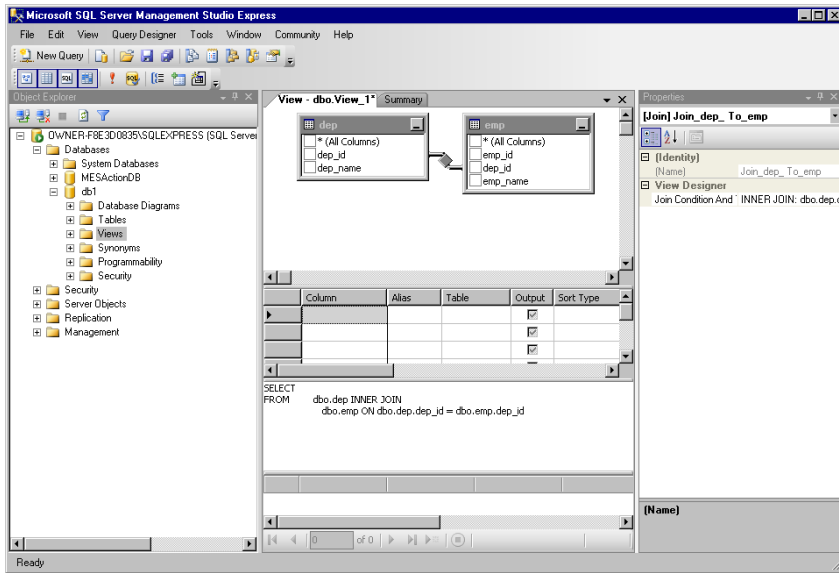 Microsoft SQL Server Management Studio Express
File Edit View Query Designer Tools Window Community Help
New Query
SQL
Object Explorer
OWNER-F8E3D0835\SQLEXPRESS (SQL Server
Databases
System Databases
MESActionDB
db1
Database Diagrams
Tables
Views
Synonyms
Programmability
Security
Security
Server Objects
Replication
Management
View - dbo.View_1* Summary
dep
* (All Columns)
dep_id
dep_name
emp
* (All Columns)
emp_id
dep_id
emp_name
Column Alias Table Output Sort Type
SELECT
FROM dbo.dep INNER JOIN
dbo.emp ON dbo.dep.dep_id = dbo.emp.dep_id
0 of 0
Properties
[Join] Join_dep_ To_emp
(Identity)
(Name) Join_dep_ To_emp
View Designer
Join Condition And INNER JOIN: dbo.dep.
(Name)
Ready